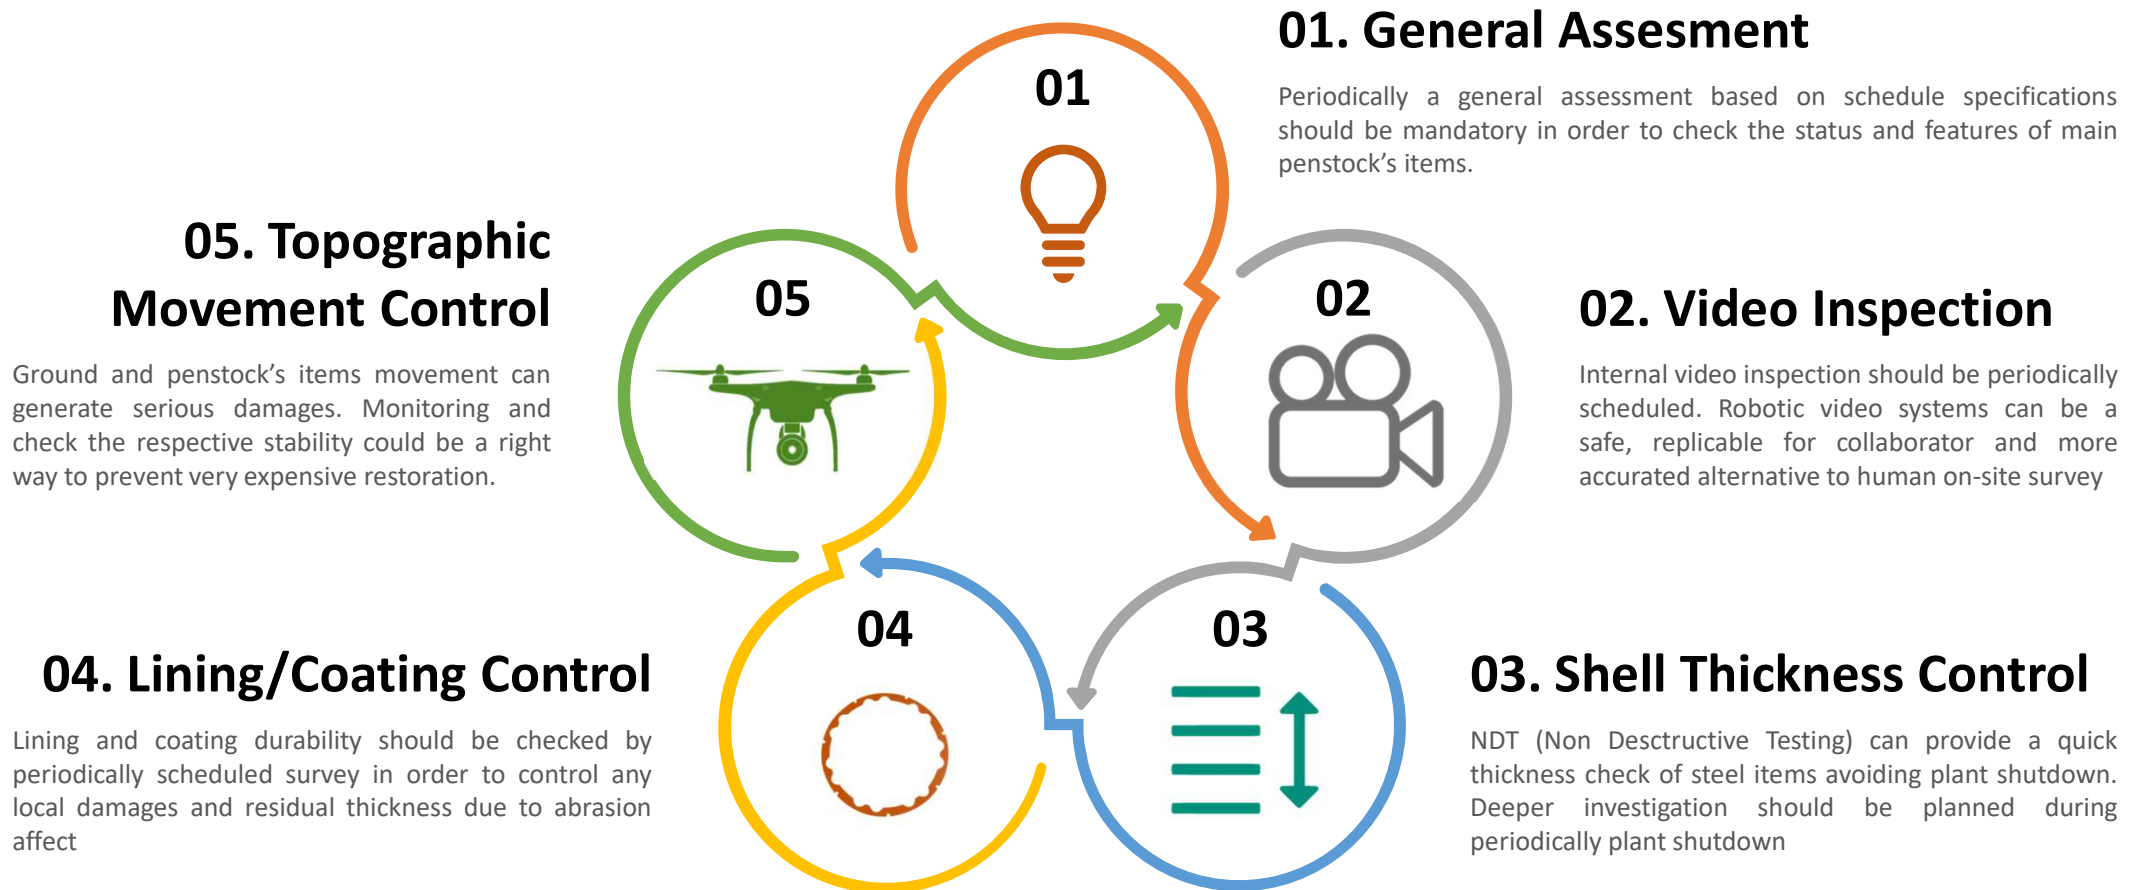 01. General Assesment
Periodically a general assessment based on schedule specifications
should be mandatory in order to check the status and features of main
penstock's items.
01
02
02. Video Inspection
Internal video inspection should be periodically
scheduled. Robotic video systems can be a
safe, replicable for collaborator and more
accurated alternative to human on-site survey
03
03. Shell Thickness Control
NDT (Non Desctructive Testing) can provide a quick
thickness check of steel items avoiding plant shutdown.
Deeper investigation should be planned during
periodically plant shutdown
04
04. Lining/Coating Control
Lining and coating durability should be checked by
periodically scheduled survey in order to control any
local damages and residual thickness due to abrasion
affect
05
05. Topographic
Movement Control
Ground and penstock's items movement can
generate serious damages. Monitoring and
check the respective stability could be a right
way to prevent very expensive restoration.